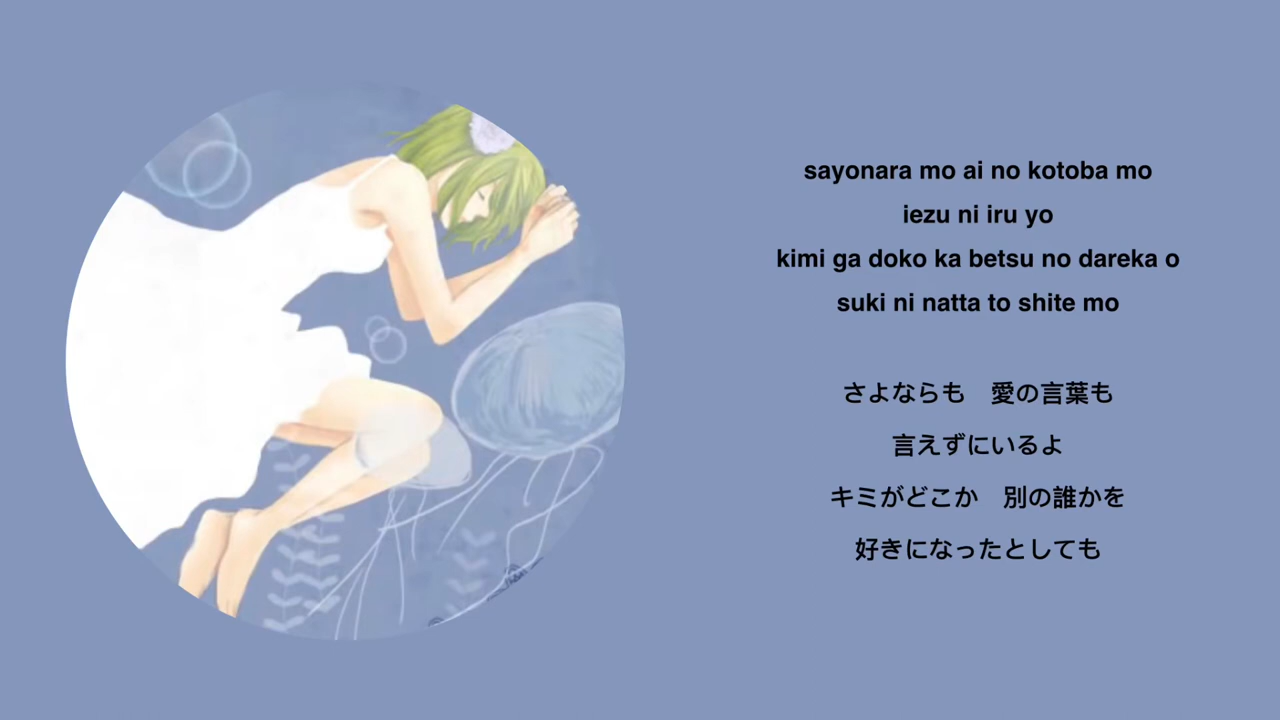 sayonara mo ai no kotoba mo
iezu ni iru yo
kimi ga doko ka betsu no dareka o
suki ni natta to shite mo
さよならも　愛の言葉も
言えずにいるよ
キミがどこか　別の誰かを
好きになったとしても